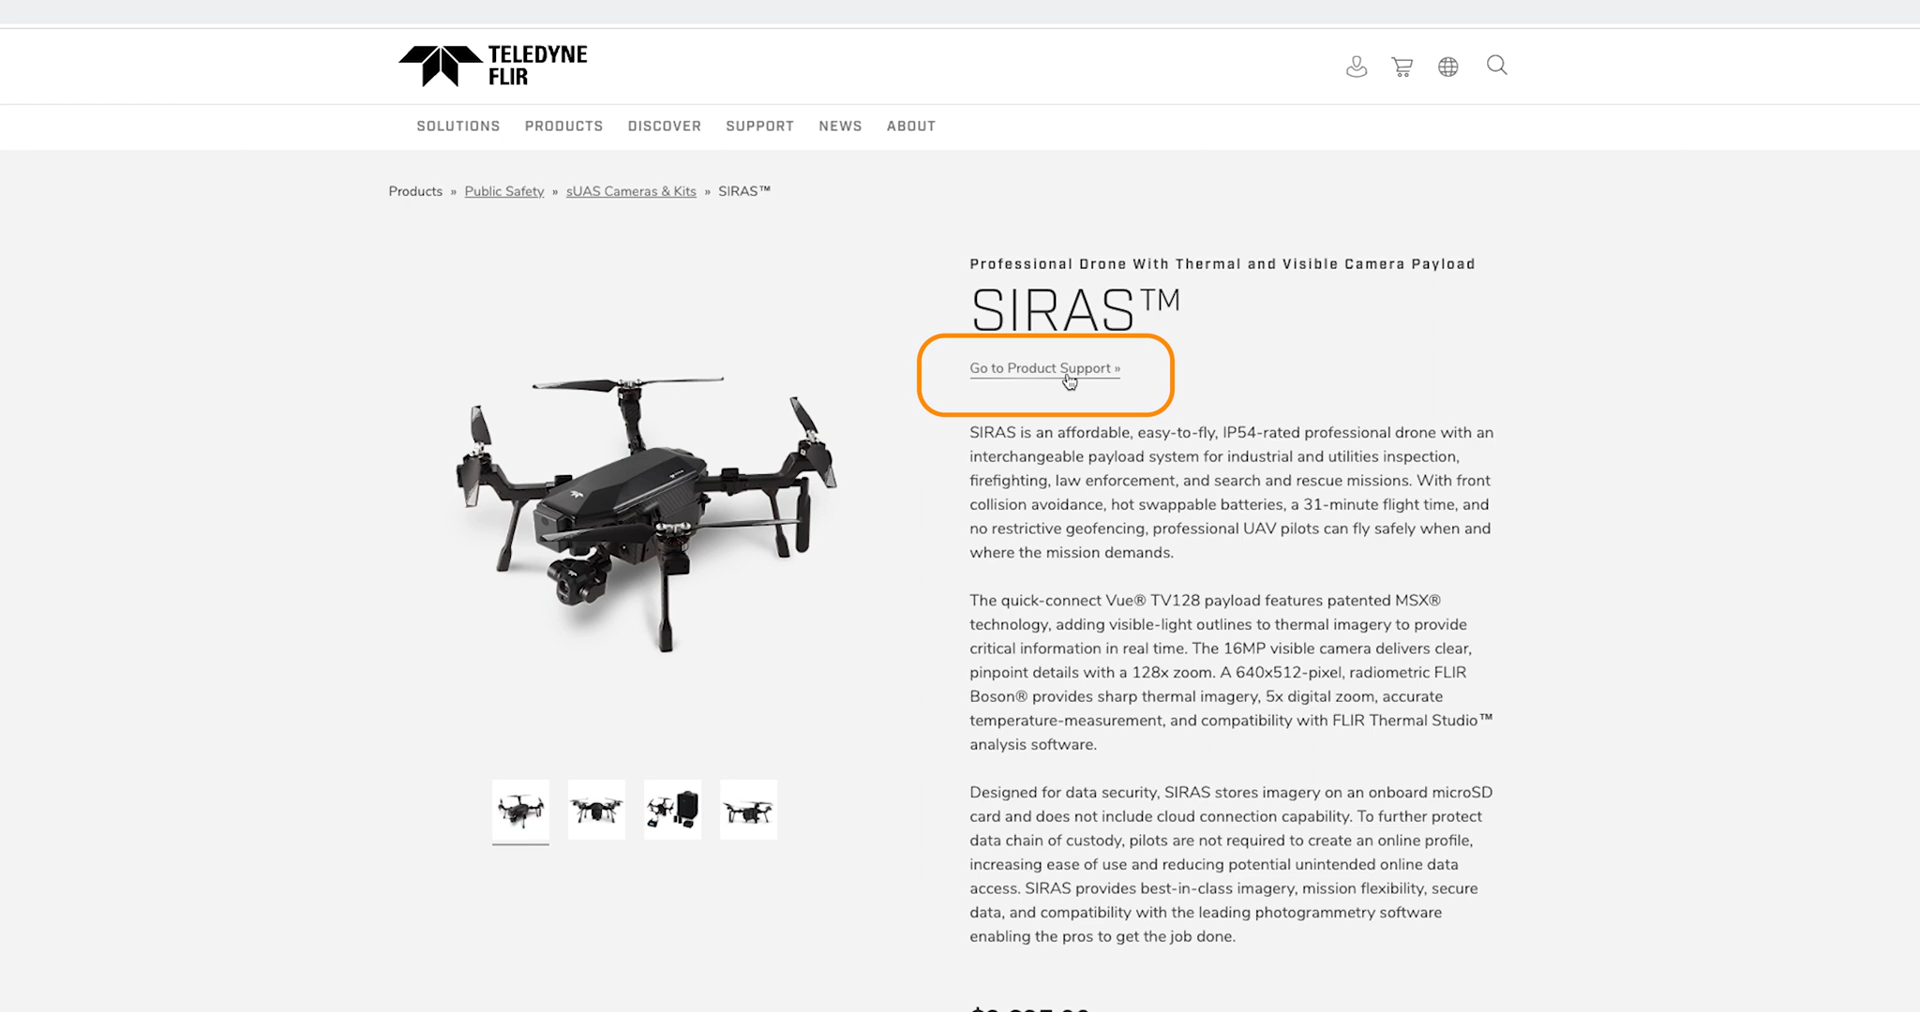 TELEDYNE
FLIR
SOLUTIONS PRODUCTS DISCOVER SUPPORT NEWS ABOUT
Products » Public Safety » sUAS Cameras & Kits » SIRAS™
Professional Drone With Thermal and Visible Camera Payload
SIRAS™
Go to Product Support »
SIRAS is an affordable, easy-to-fly, IP54-rated professional drone with an
interchangeable payload system for industrial and utilities inspection,
firefighting, law enforcement, and search and rescue missions. With front
collision avoidance, hot swappable batteries, a 31-minute flight time, and
no restrictive geofencing, professional UAV pilots can fly safely when and
where the mission demands.
The quick-connect Vue® TV128 payload features patented MSX®
technology, adding visible-light outlines to thermal imagery to provide
critical information in real time. The 16MP visible camera delivers clear,
pinpoint details with a 128x zoom. A 640x512-pixel, radiometric FLIR
Boson® provides sharp thermal imagery, 5x digital zoom, accurate
temperature-measurement, and compatibility with FLIR Thermal Studio™
analysis software.
Designed for data security, SIRAS stores imagery on an onboard microSD
card and does not include cloud connection capability. To further protect
data chain of custody, pilots are not required to create an online profile,
increasing ease of use and reducing potential unintended online data
access. SIRAS provides best-in-class imagery, mission flexibility, secure
data, and compatibility with the leading photogrammetry software
enabling the pros to get the job done.